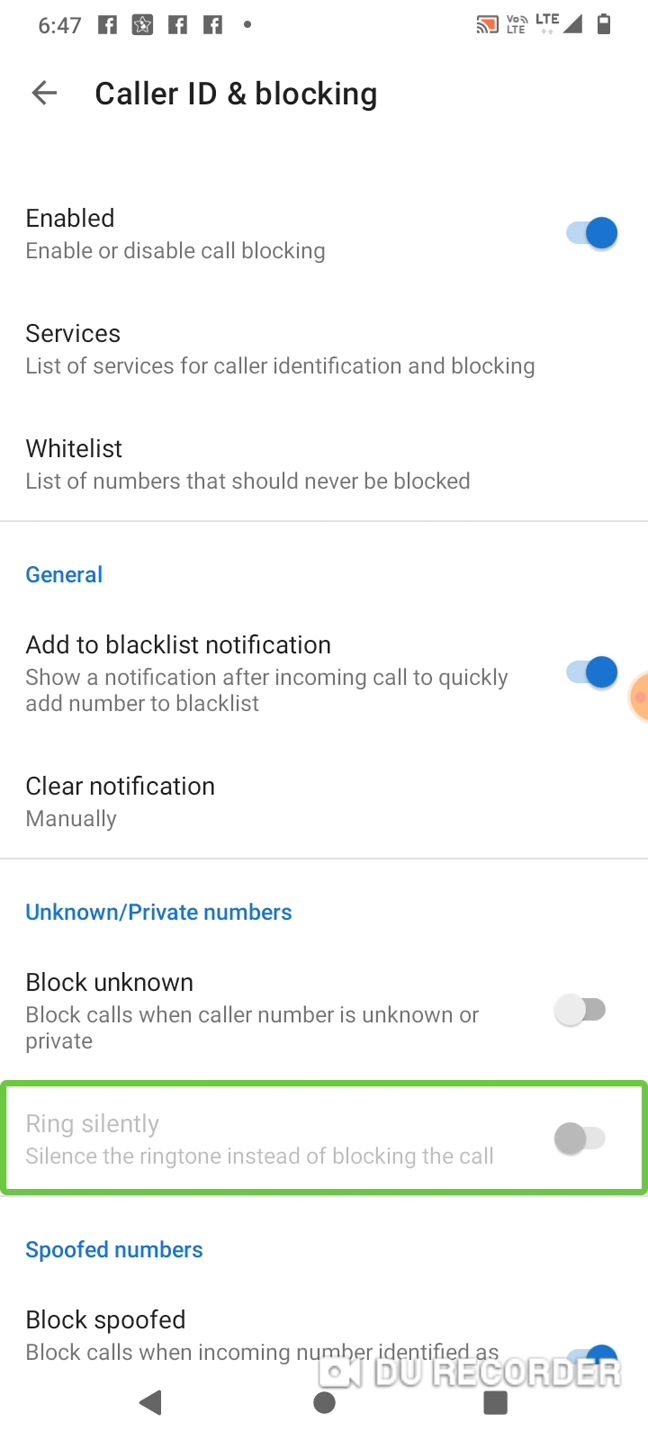 6:47
Vo
LTE
LTE
Caller ID & blocking
Enabled
Enable or disable call blocking
Services
List of services for caller identification and blocking
Whitelist
List of numbers that should never be blocked
General
Add to blacklist notification
Show a notification after incoming call to quickly
add number to blacklist
Clear notification
Manually
Unknown/Private numbers
Block unknown
Block calls when caller number is unknown or
private
Ring silently
Silence the ringtone instead of blocking the call
Spoofed numbers
Block spoofed
Block calls when incoming number identified as
DU RECORDER